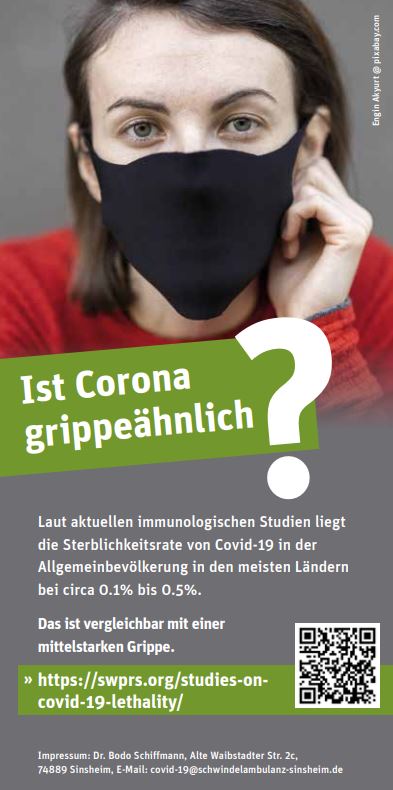 Engin Akyurt @ pixabay.com
Ist Corona
grippeähnlich
?
Laut aktuellen immunologischen Studien liegt
die Sterblichkeitsrate von Covid-19 in der
Allgemeinbevölkerung in den meisten Ländern
bei circa 0.1% bis 0.5%.
Das ist vergleichbar mit einer
mittelstarken Grippe.
» https://swprs.org/studies-on-
covid-19-lethality/
Impressum: Dr. Bodo Schiffmann, Alte Waibstadter Str. 2c,
74889 Sinsheim, E-Mail: covid-19@schwindelambulanz-sinsheim.de